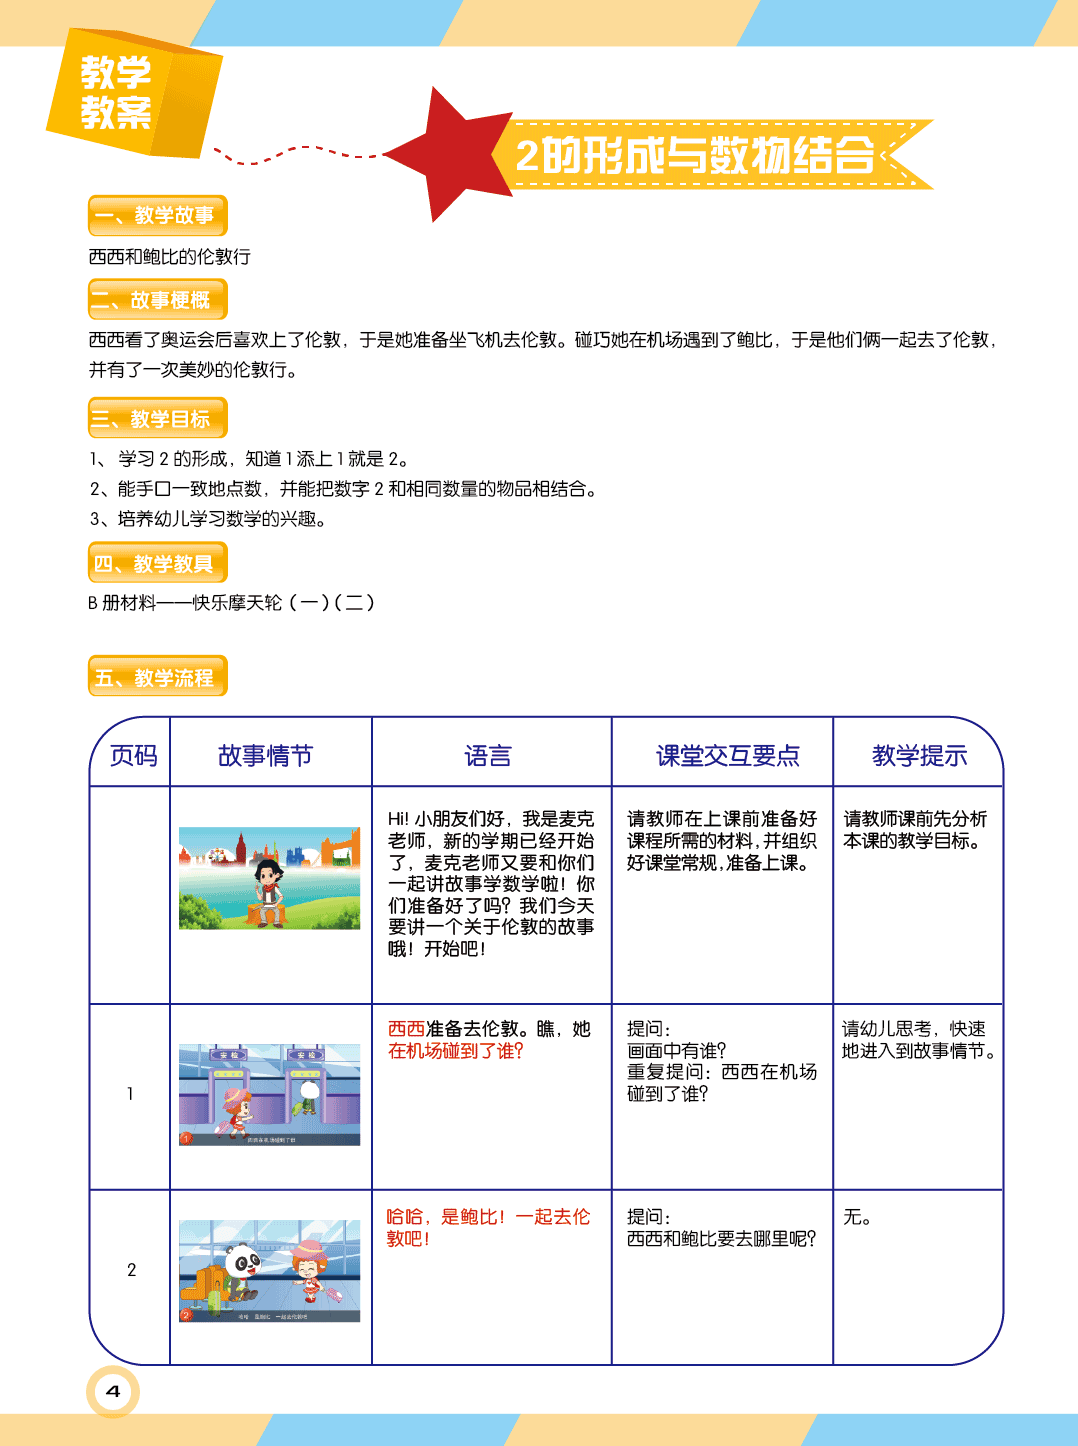 教学
教案
2的形成与数物结合
一、教学故事
西西和鲍比的伦敦行
二、故事梗概
西西看了奥运会后喜欢上了伦敦，于是她准备坐飞机去伦敦。碰巧她在机场遇到了鲍比，于是他们俩一起去了伦敦，
并有了一次美妙的伦敦行。
三、教学目标
1、 学习 2 的形成，知道 1 添上 1 就是 2。
2、能手口一致地点数，并能把数字 2 和相同数量的物品相结合。
3、培养幼儿学习数学的兴趣。
四、教学教具
B 册材料——快乐摩天轮（一）（二）
五、教学流程
页码
故事情节
语言
课堂交互要点
教学提示
Hi! 小朋友们好，我是麦克
老师，新的学期已经开始
了，麦克老师又要和你们
一起讲故事学数学啦！你
们准备好了吗？我们今天
要讲一个关于伦敦的故事
哦！开始吧！
请教师在上课前准备好
课程所需的材料，并组织
好课堂常规，准备上课。
请教师课前先分析
本课的教学目标。
1
安 检
安 检
1
西西在机场碰到了谁
西西准备去伦敦。瞧，她
在机场碰到了谁？
提问：
画面中有谁？
重复提问：西西在机场
碰到了谁？
请幼儿思考，快速
地进入到故事情节。
2
2
哈哈 是鲍比 一起去伦敦吧
哈哈，是鲍比！一起去伦
敦吧！
提问：
西西和鲍比要去哪里呢？
无。
4